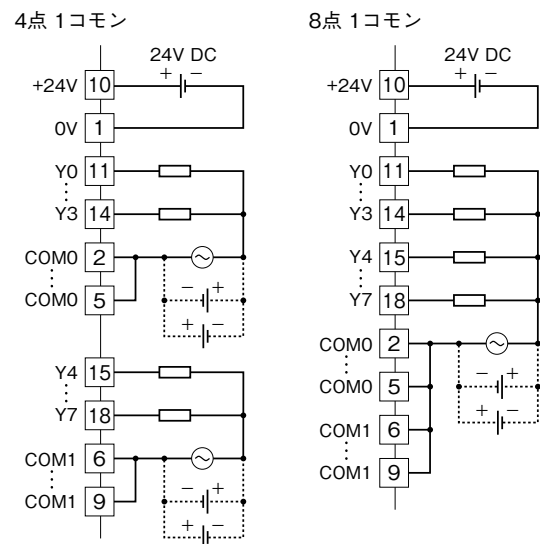 4点 1コモン
24V DC
+ −
+24V 10
0V 1
Y0 11
Y3 14
COM0 2
− +
COM0 5
+ −
Y4 15
Y7 18
COM1 6
− +
COM1 9
+ −
8点 1コモン
24V DC
+ −
+24V 10
0V 1
Y0 11
Y3 14
Y4 15
Y7 18
COM0 2
− +
COM0 5
+ −
COM1 6
COM1 9